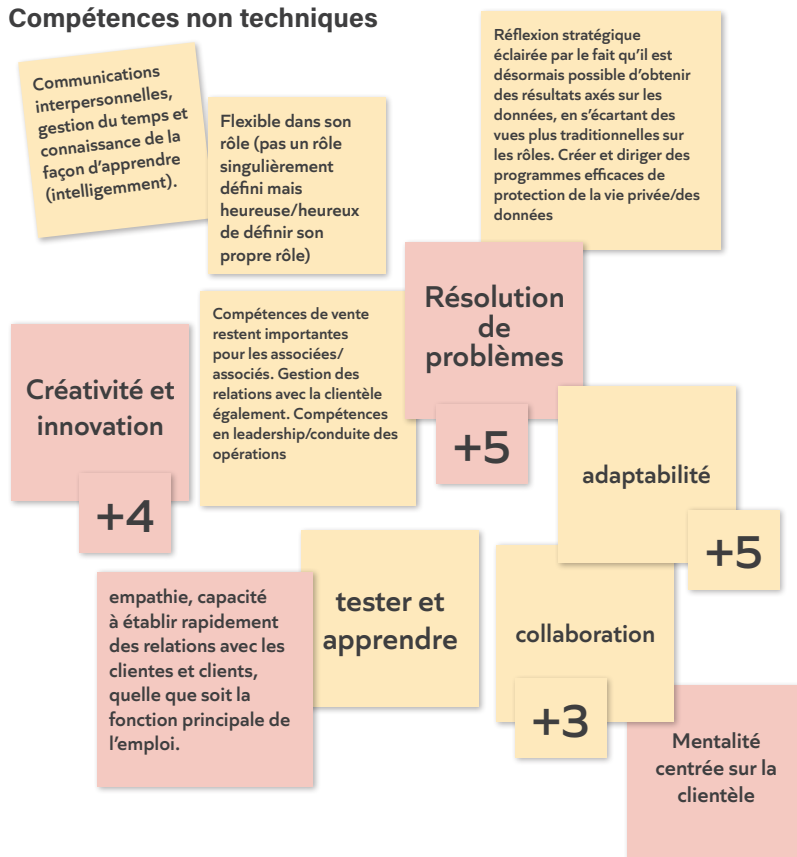 Compétences non techniques
Communications
interpersonnelles,
gestion du temps et
connaissance de la
façon d'apprendre
(intelligemment).
Flexible dans son
rôle (pas un rôle
singulièrement
défini mais
heureuse/heureux
de définir son
propre rôle)
Réflexion stratégique
éclairée par le fait qu'il est
désormais possible d'obtenir
des résultats axés sur les
données, en s'écartant des
vues plus traditionnelles sur
les rôles. Créer et diriger des
programmes efficaces de
protection de la vie privée/des
données
Créativité et
innovation
+4
Compétences de vente
restent importantes
pour les associées/
associés. Gestion des
relations avec la clientèle
également. Compétences
en leadership/conduite des
opérations
Résolution
de
problèmes
+5
adaptabilité
+5
empathie, capacité
à établir rapidement
des relations avec les
clientes et clients,
quelle que soit la
fonction principale de
l'emploi.
tester et
apprendre
collaboration
+3
Mentalité
centrée sur la
clientèle